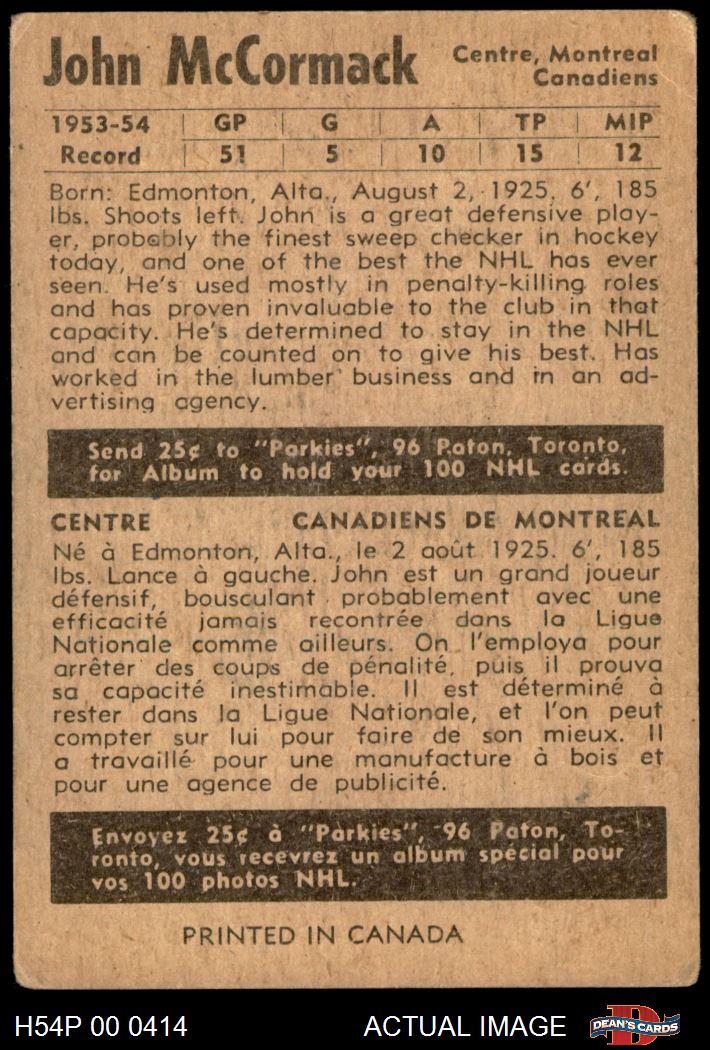 John McCormack Centre, Montreal
Canadiens
1953-54 GP G A TP MIP
Record 51 5 10 15 12
Born: Edmonton, Alta., August 2, 1925. 6', 185
lbs. Shoots left. John is a great defensive play-
er, probably the finest sweep checker in hockey
today, and one of the best the NHL has ever
seen. He's used mostly in penalty-killing roles
and has proven invaluable to the club in that
capacity. He's determined to stay in the NHL
and can be counted on to give his best. Has
worked in the lumber business and in an ad-
vertising agency.
Send 25¢ to "Parkies", 96 Paton, Toronto,
for Album to hold your 100 NHL cards.
CENTRE CANADIENS DE MONTREAL
Né à Edmonton, Alta., le 2 août 1925. 6', 185
lbs. Lance à gauche. John est un grand joueur
défensif, bousculant probablement avec une
efficacité jamais recontrée dans la Ligue
Nationale comme ailleurs. On l'employa pour
arrêter des coups de pénalité, puis il prouva
sa capacité inestimable. Il est déterminé à
rester dans la Ligue Nationale, et l'on peut
compter sur lui pour faire de son mieux. Il
a travaillé pour une manufacture à bois et
pour une agence de publicité.
Envoyez 25¢ à "Parkies", 96 Paton, To-
ronto, vous recevrez un album spécial pour
vos 100 photos NHL.
PRINTED IN CANADA
H54P 00 0414 ACTUAL IMAGE DEAN'S CARDS